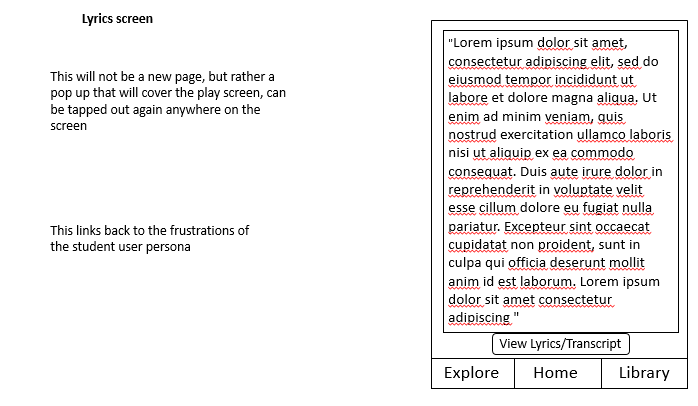 Lyrics screen
This will not be a new page, but rather a
pop up that will cover the play screen, can
be tapped out again anywhere on the
screen
This links back to the frustrations of
the student user persona
"Lorem ipsum dolor sit amet,
consectetur adipiscing elit, sed do
eiusmod tempor incididunt ut
labore et dolore magna aliqua. Ut
enim ad minim veniam, quis
nostrud exercitation ullamco laboris
nisi ut aliquip ex ea commodo
consequat. Duis aute irure dolor in
reprehenderit in voluptate velit
esse cillum dolore eu fugiat nulla
pariatur. Excepteur sint occaecat
cupidatat non proident, sunt in
culpa qui officia deserunt mollit
anim id est laborum. Lorem ipsum
dolor sit amet consectetur
adipiscing "
View Lyrics/Transcript
Explore Home Library